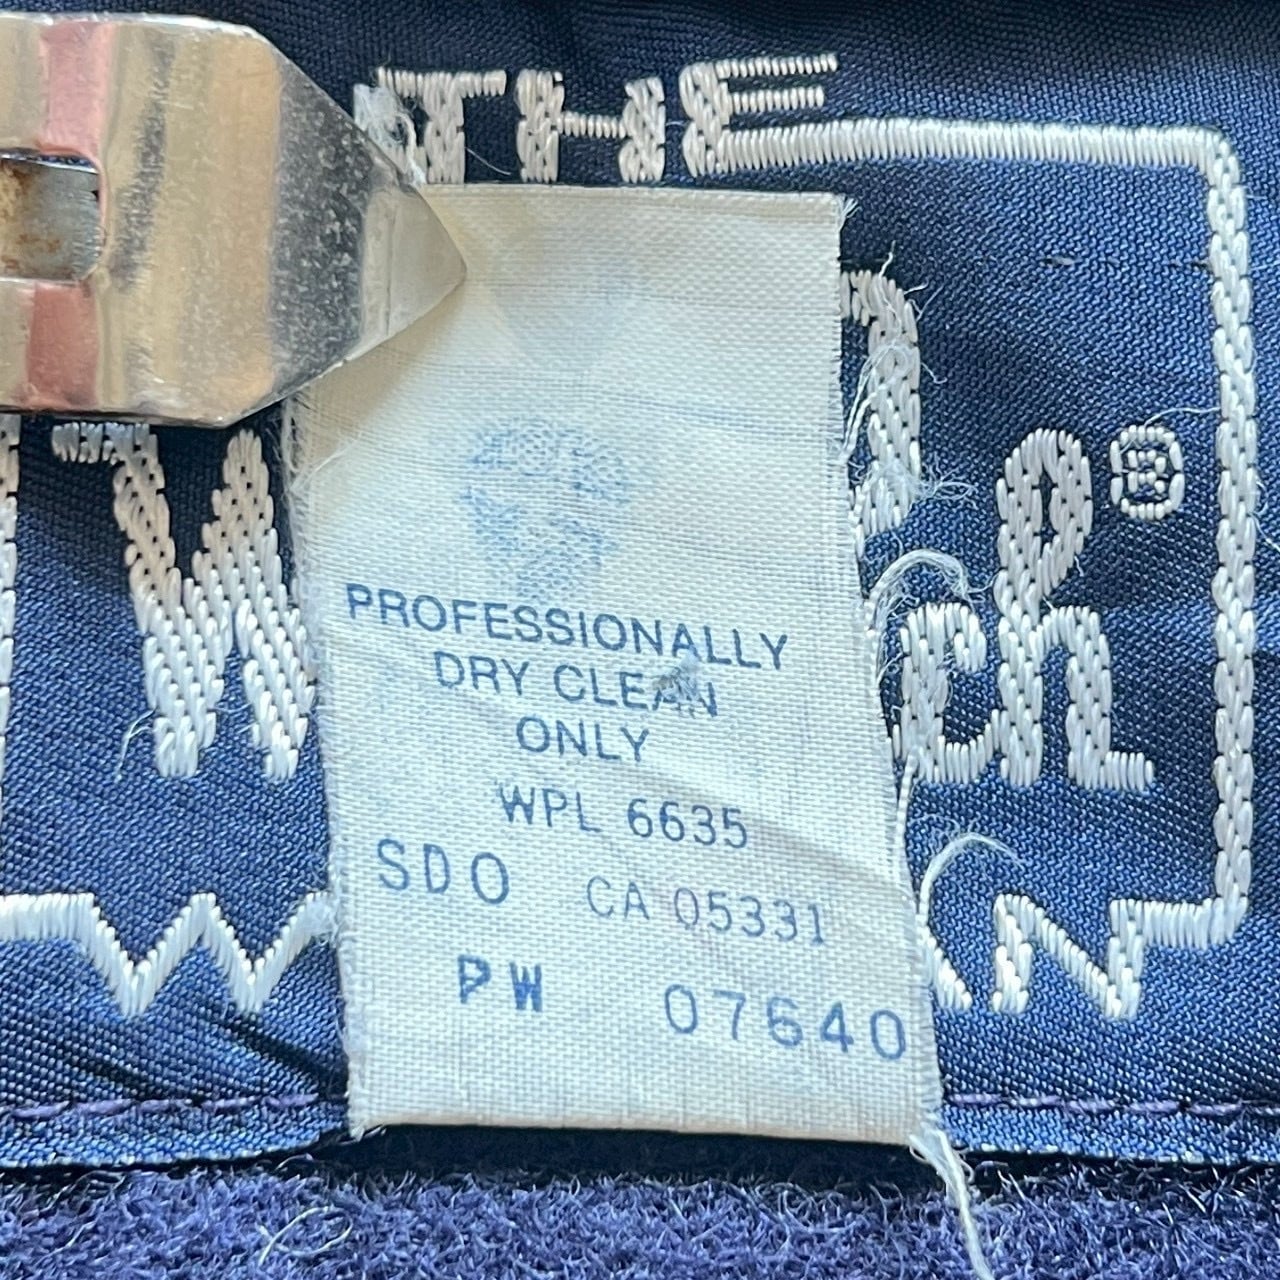 THE
®
PROFESSIONALLY
DRY CLEAN
ONLY
WPL 6635
SDO CA 05331
PW 07640